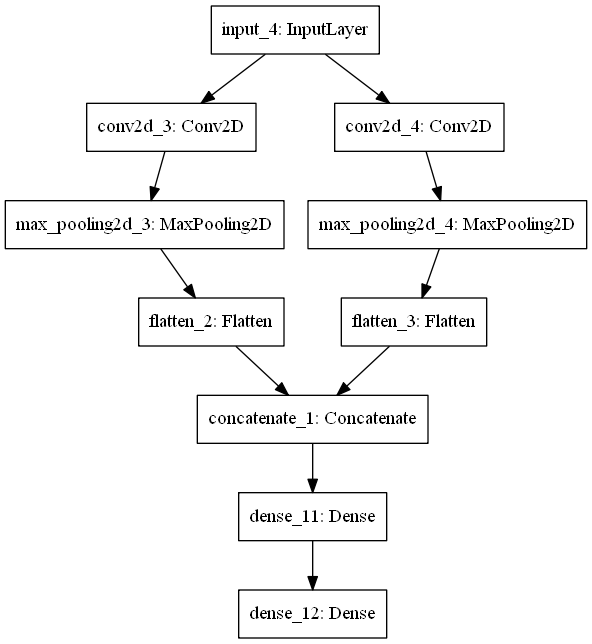 input_4: InputLayer
conv2d_3: Conv2D
conv2d_4: Conv2D
max_pooling2d_3: MaxPooling2D
max_pooling2d_4: MaxPooling2D
flatten_2: Flatten
flatten_3: Flatten
concatenate_1: Concatenate
dense_11: Dense
dense_12: Dense